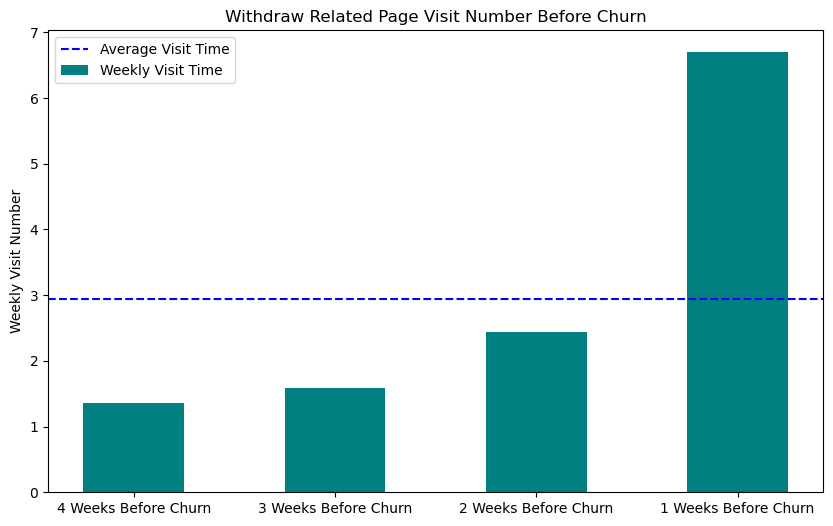 Withdraw Related Page Visit Number Before Churn
Average Visit Time
Weekly Visit Time
Weekly Visit Number
7
6
5
4
3
2
1
0
4 Weeks Before Churn
3 Weeks Before Churn
2 Weeks Before Churn
1 Weeks Before Churn